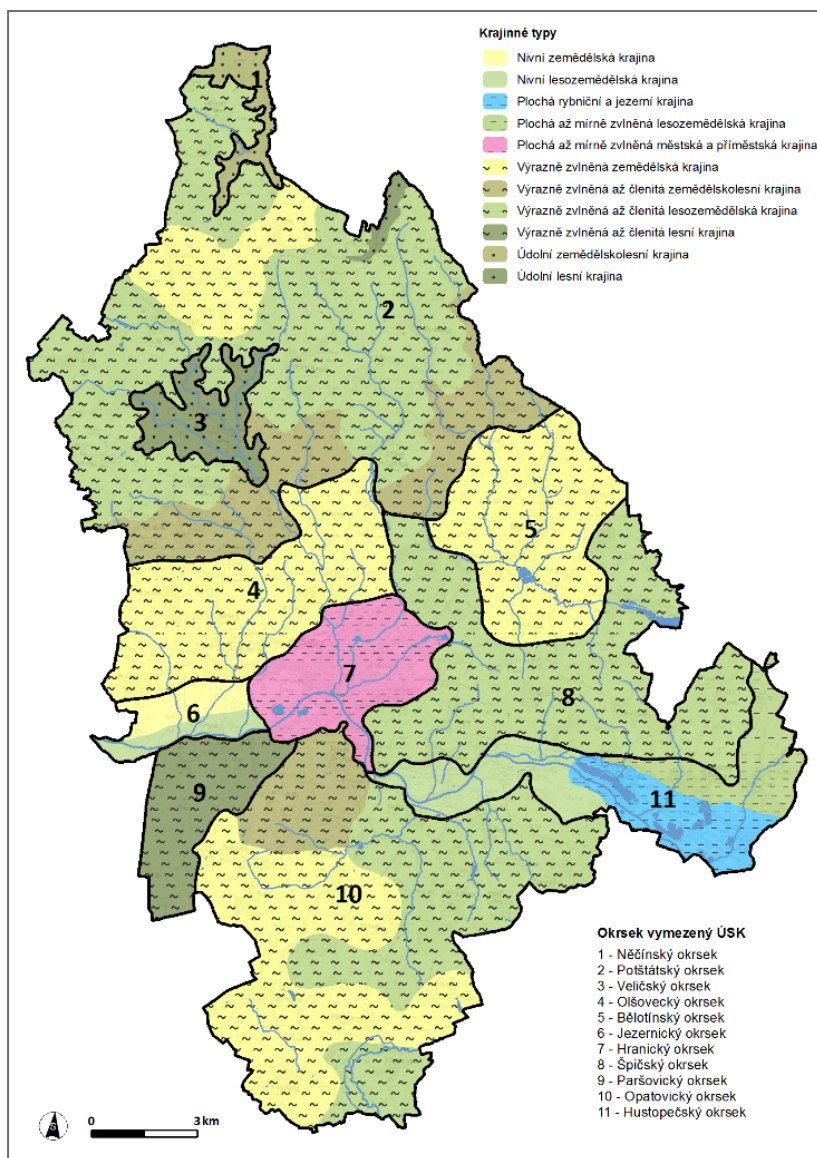 Krajinné typy
Nivní zemědělská krajina
Nivní lesozemědělská krajina
Plochá rybniční a jezerní krajina
Plochá až mírně zvlněná lesozemědělská krajina
Plochá až mírně zvlněná městská a příměstská krajina
Výrazně zvlněná zemědělská krajina
Výrazně zvlněná až členitá zemědělskolesní krajina
Výrazně zvlněná až členitá lesozemědělská krajina
Výrazně zvlněná až členitá lesní krajina
Údolní zemědělskolesní krajina
Údolní lesní krajina
1
2
3
4
5
6
7
8
9
10
11
Okrsek vymezený ÚSK
1 - Něčínský okrsek
2 - Potštátský okrsek
3 - Veličský okrsek
4 - Olšovecký okrsek
5 - Bělotínský okrsek
6 - Jezernický okrsek
7 - Hranický okrsek
8 - Špičský okrsek
9 - Paršovický okrsek
10 - Opatovický okrsek
11 - Hustopečský okrsek
S
0 3 km